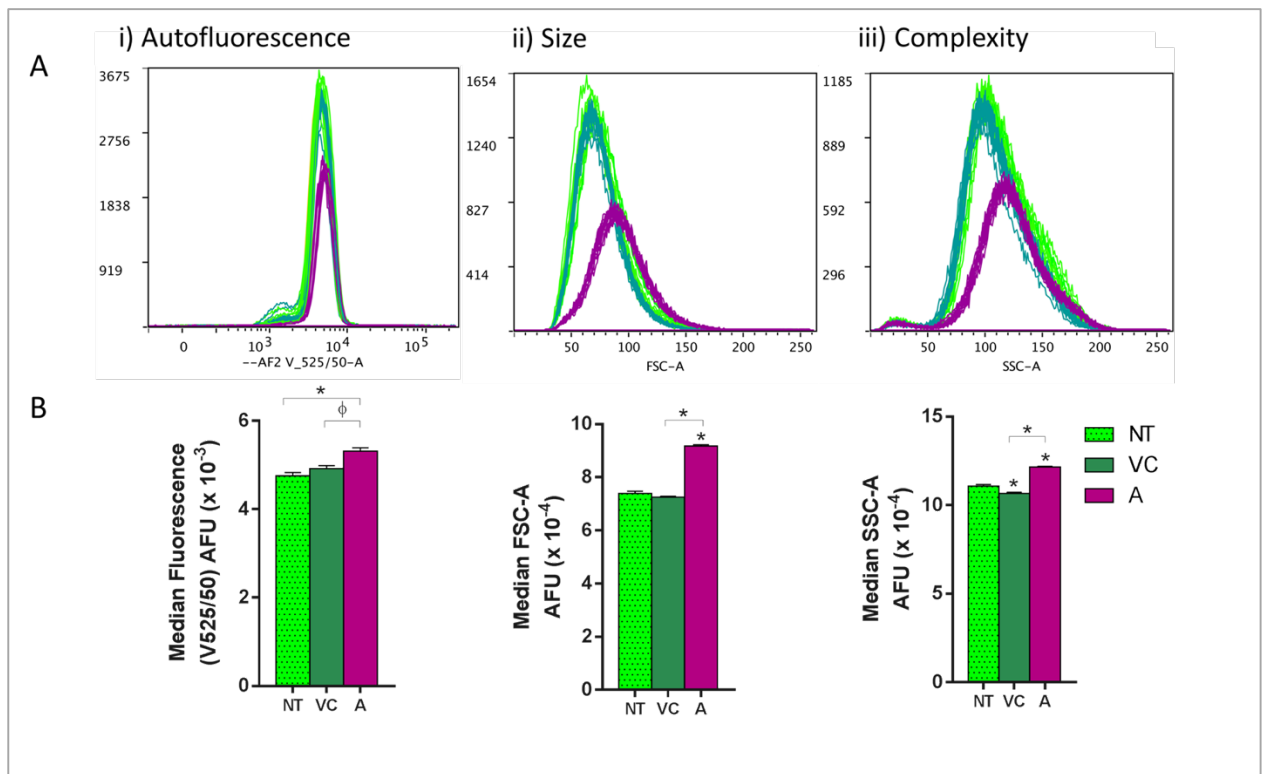 i) Autofluorescence
ii) Size
iii) Complexity
A
3675
2756
1838
919
0
10³
10⁴
10⁵
--AF2 V_525/50-A
1654
1240
827
414
50
100
150
200
250
FSC-A
1185
889
592
296
50
100
150
200
250
SSC-A
B
Median Fluorescence
(V525/50) AFU (x 10⁻³)
6
4
2
0
*
ϕ
NT VC A
Median FSC-A
AFU (x 10⁻⁴)
10
8
6
4
2
0
*
*
NT VC A
Median SSC-A
AFU (x 10⁻⁴)
15
10
5
0
*
*
*
NT VC A
NT
VC
A